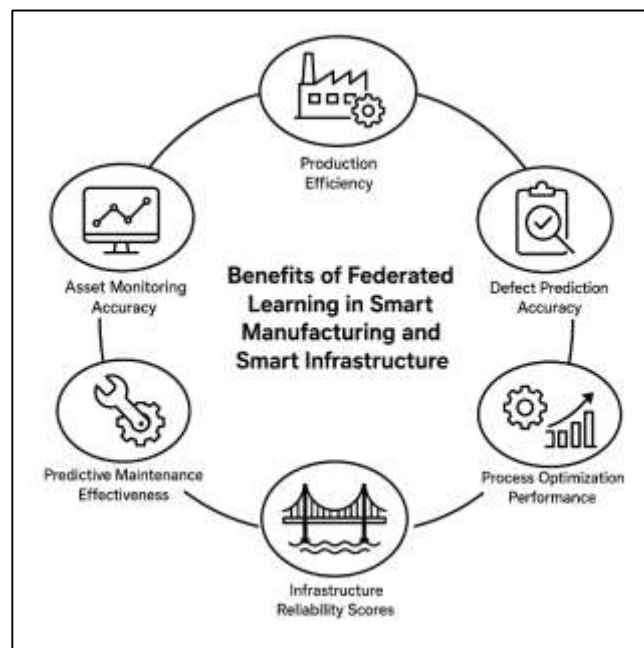 Production
Efficiency
Asset Monitoring
Accuracy
Defect Prediction
Accuracy
Benefits of Federated
Learning in Smart
Manufacturing and
Smart Infrastructure
Predictive Maintenance
Effectiveness
Process Optimization
Performance
Infrastructure
Reliability Scores